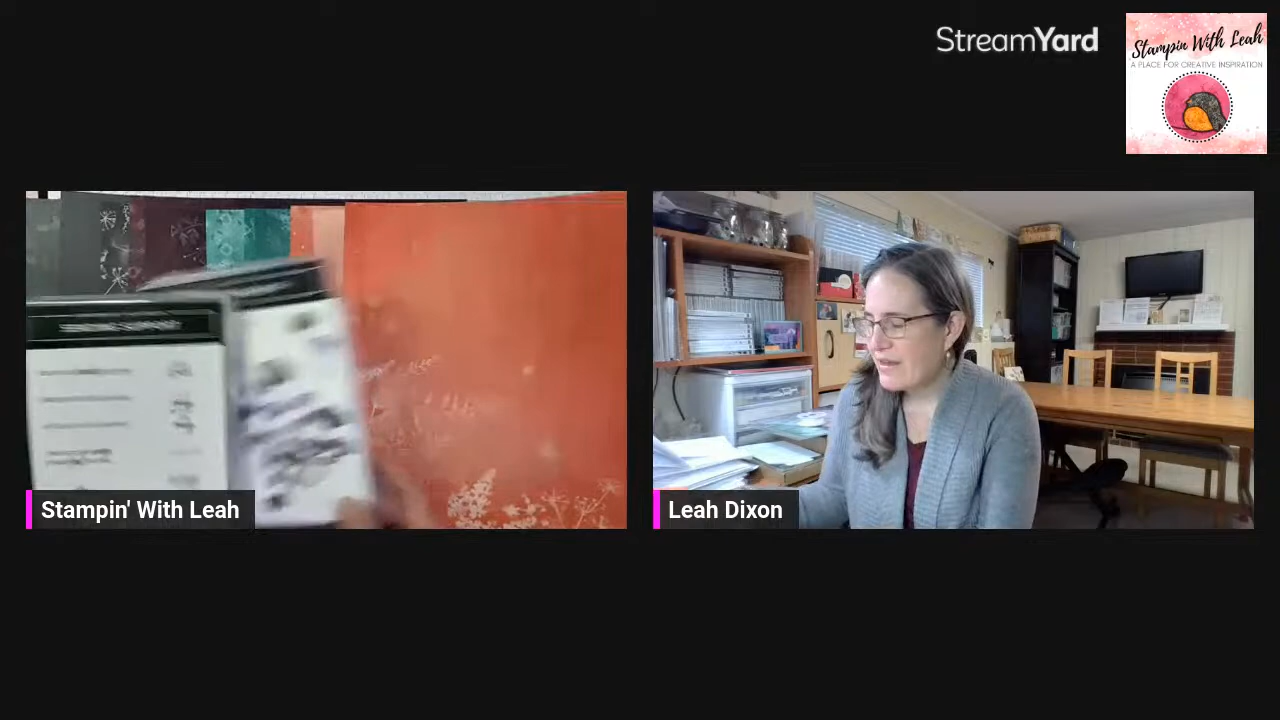 StreamYard
Stampin With Leah
A PLACE FOR CREATIVE INSPIRATION
Stampin' With Leah
Leah Dixon